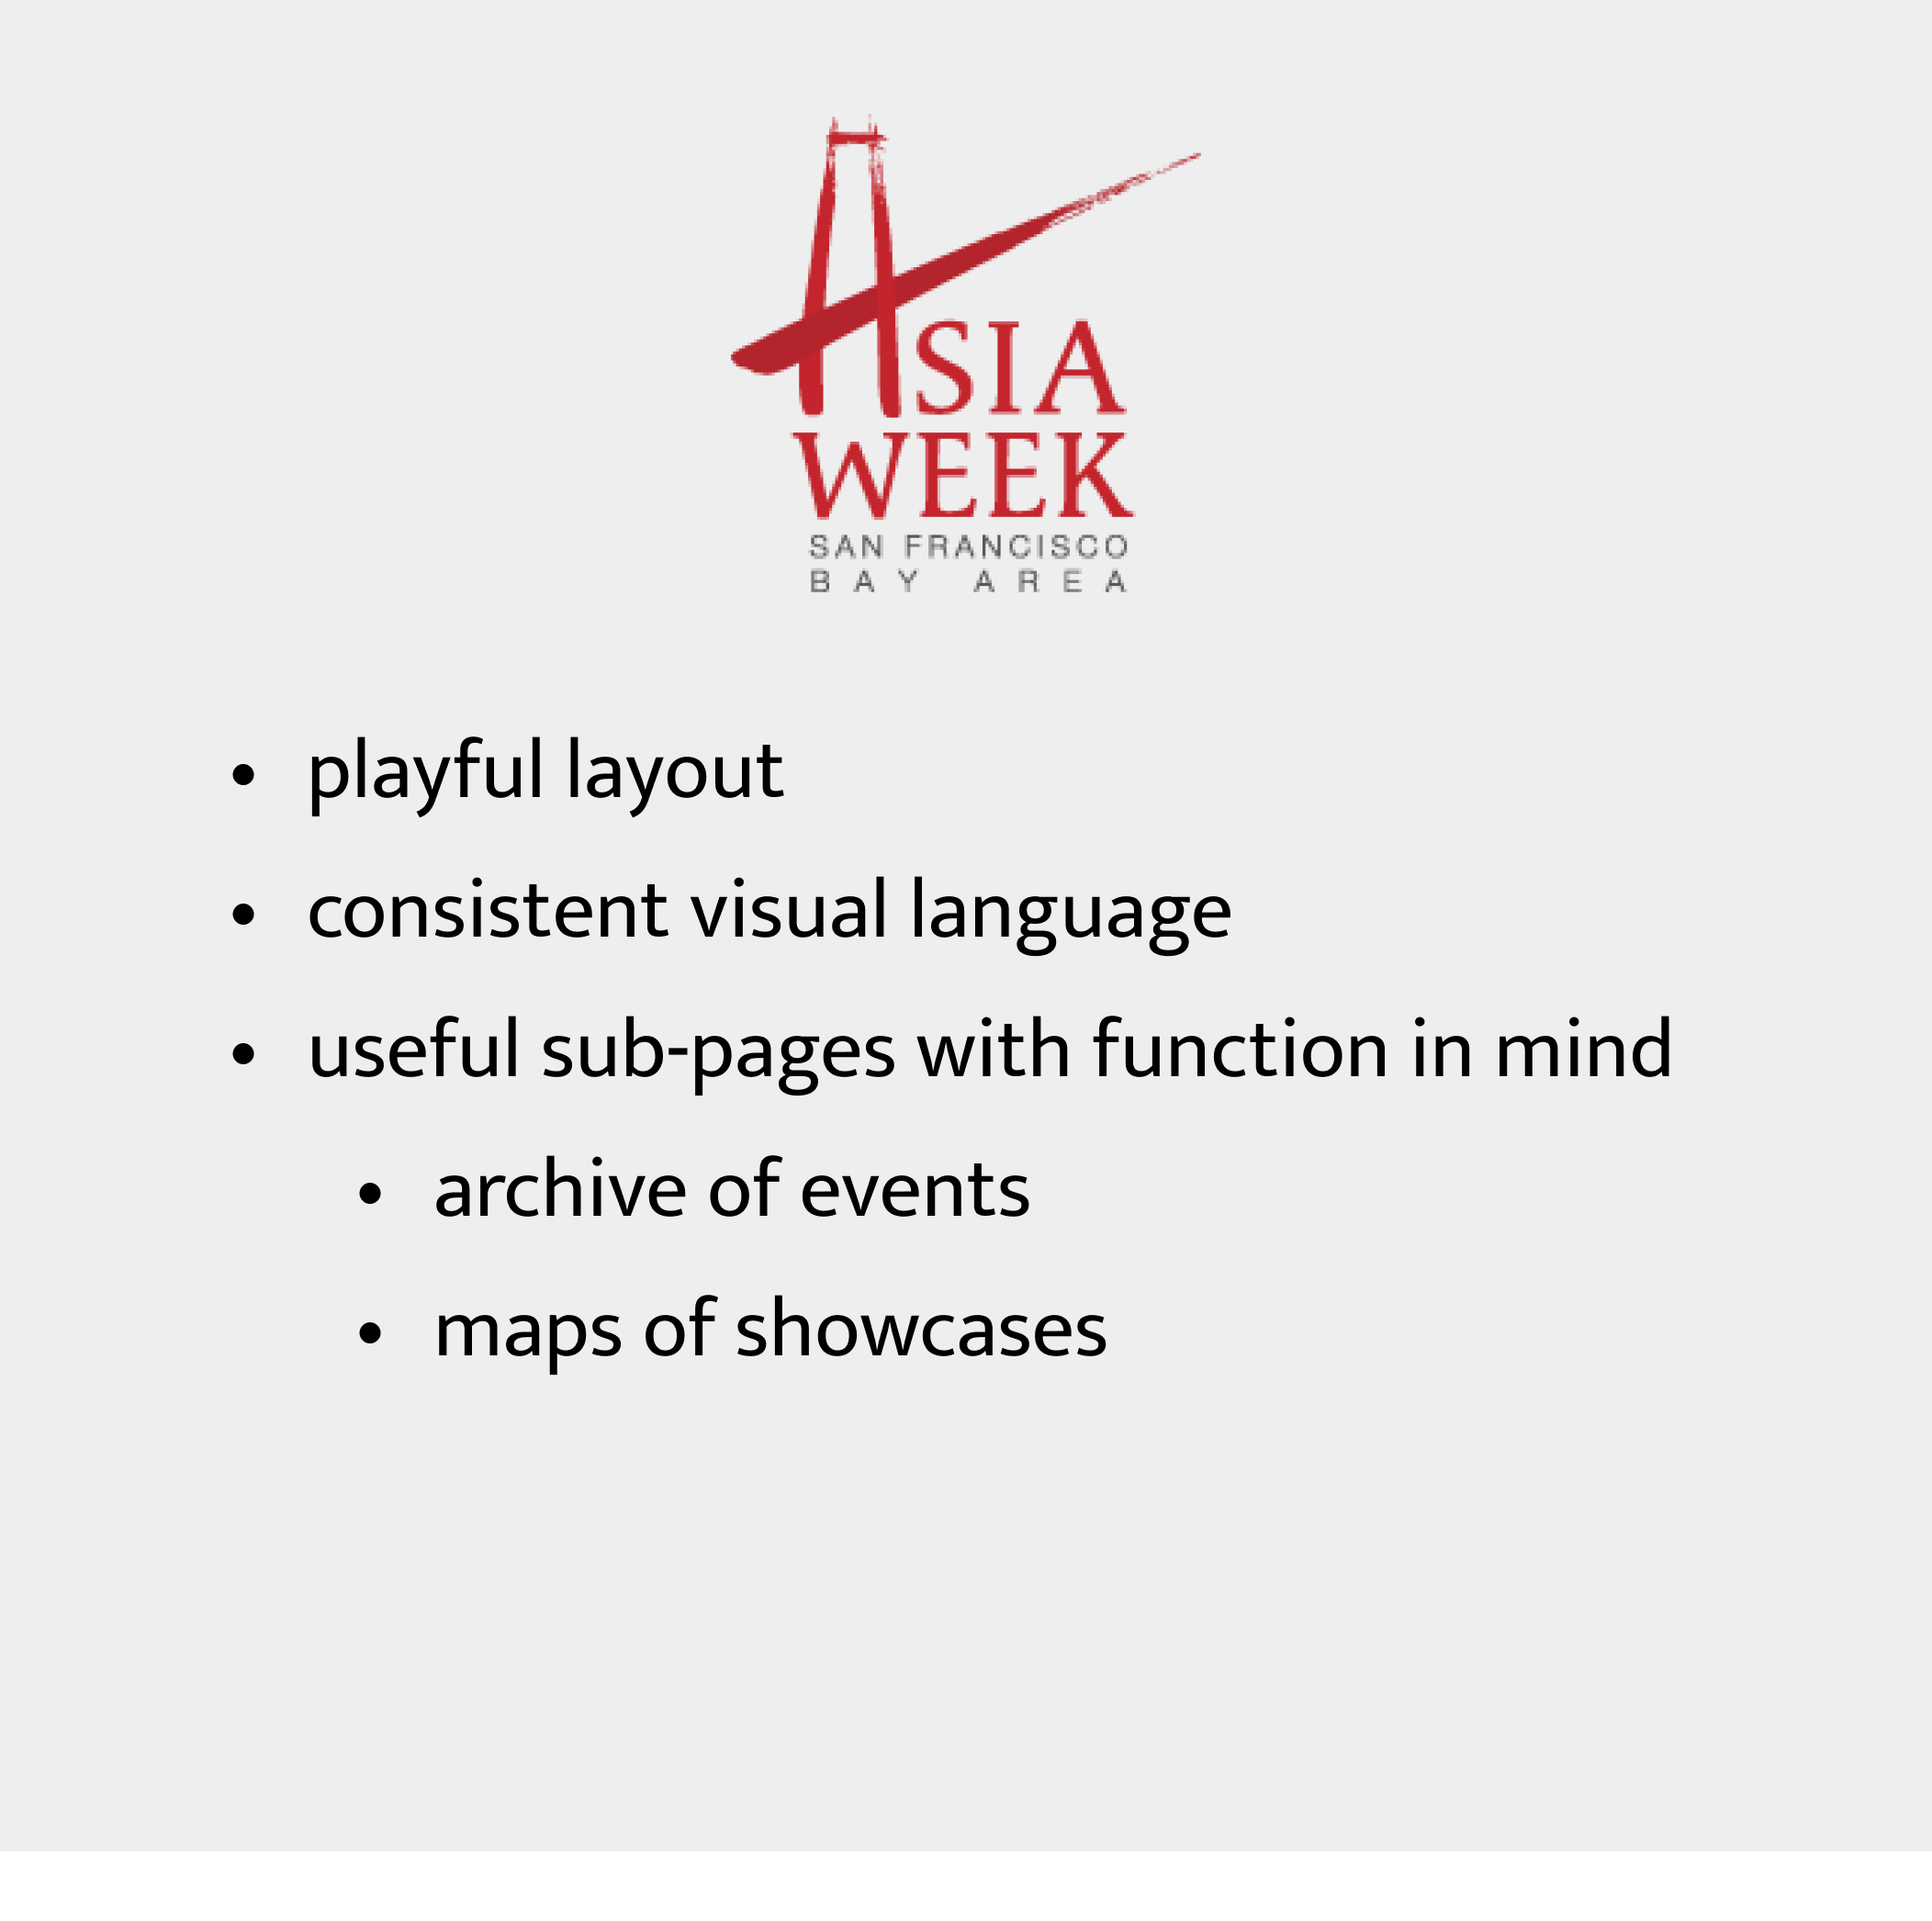 ASIA
WEEK
SAN FRANCISCO
BAY AREA
• playful layout
• consistent visual language
• useful sub-pages with function in mind
• archive of events
• maps of showcases